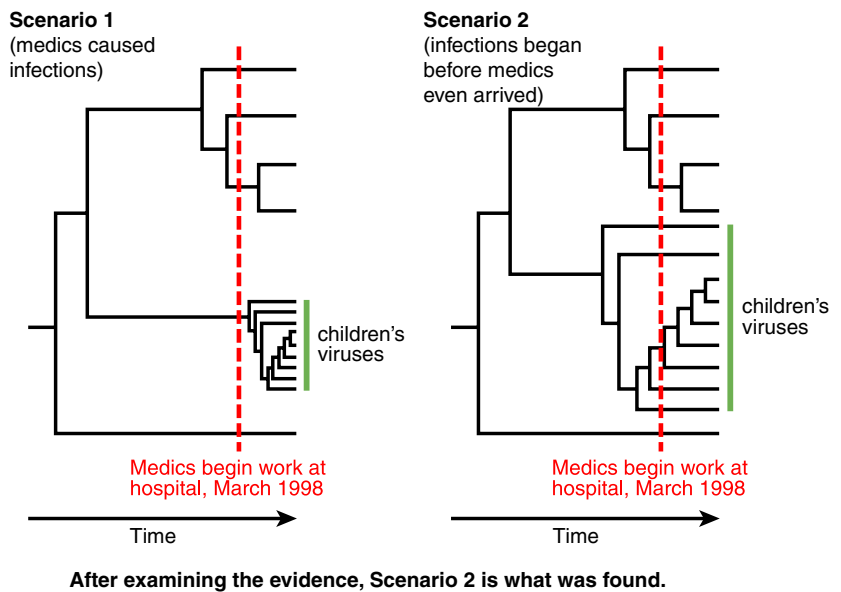 Scenario 1
(medics caused
infections)
Scenario 2
(infections began
before medics
even arrived)
children's
viruses
children's
viruses
Medics begin work at
hospital, March 1998
Medics begin work at
hospital, March 1998
Time
Time
After examining the evidence, Scenario 2 is what was found.